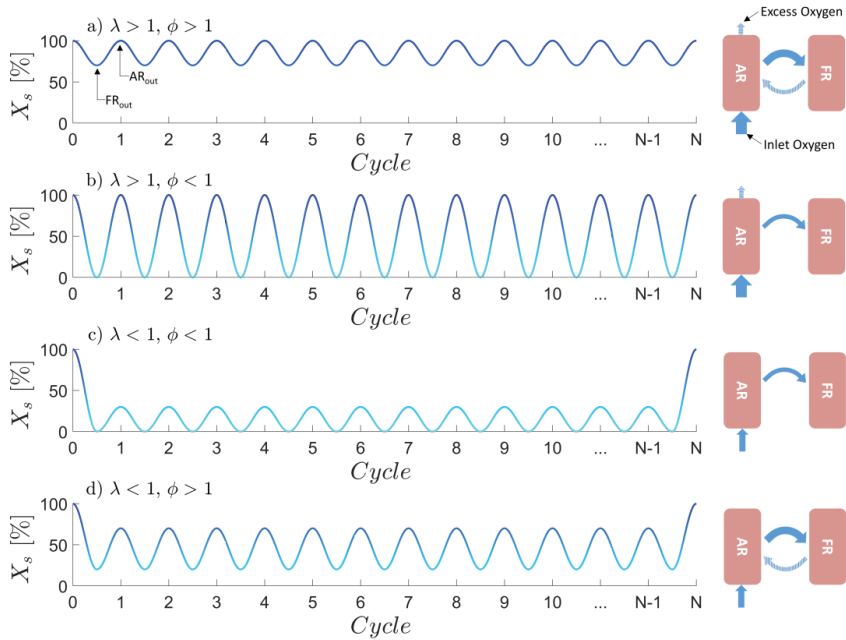 a) λ > 1, ϕ > 1
X_s [%]
100
50
0
FR_out
AR_out
0 1 2 3 4 5 6 7 8 9 10 ... N-1 N
Cycle
Excess Oxygen
AR
FR
Inlet Oxygen
b) λ > 1, ϕ < 1
X_s [%]
100
50
0
0 1 2 3 4 5 6 7 8 9 10 ... N-1 N
Cycle
AR
FR
c) λ < 1, ϕ < 1
X_s [%]
100
50
0
0 1 2 3 4 5 6 7 8 9 10 ... N-1 N
Cycle
AR
FR
d) λ < 1, ϕ > 1
X_s [%]
100
50
0
0 1 2 3 4 5 6 7 8 9 10 ... N-1 N
Cycle
AR
FR